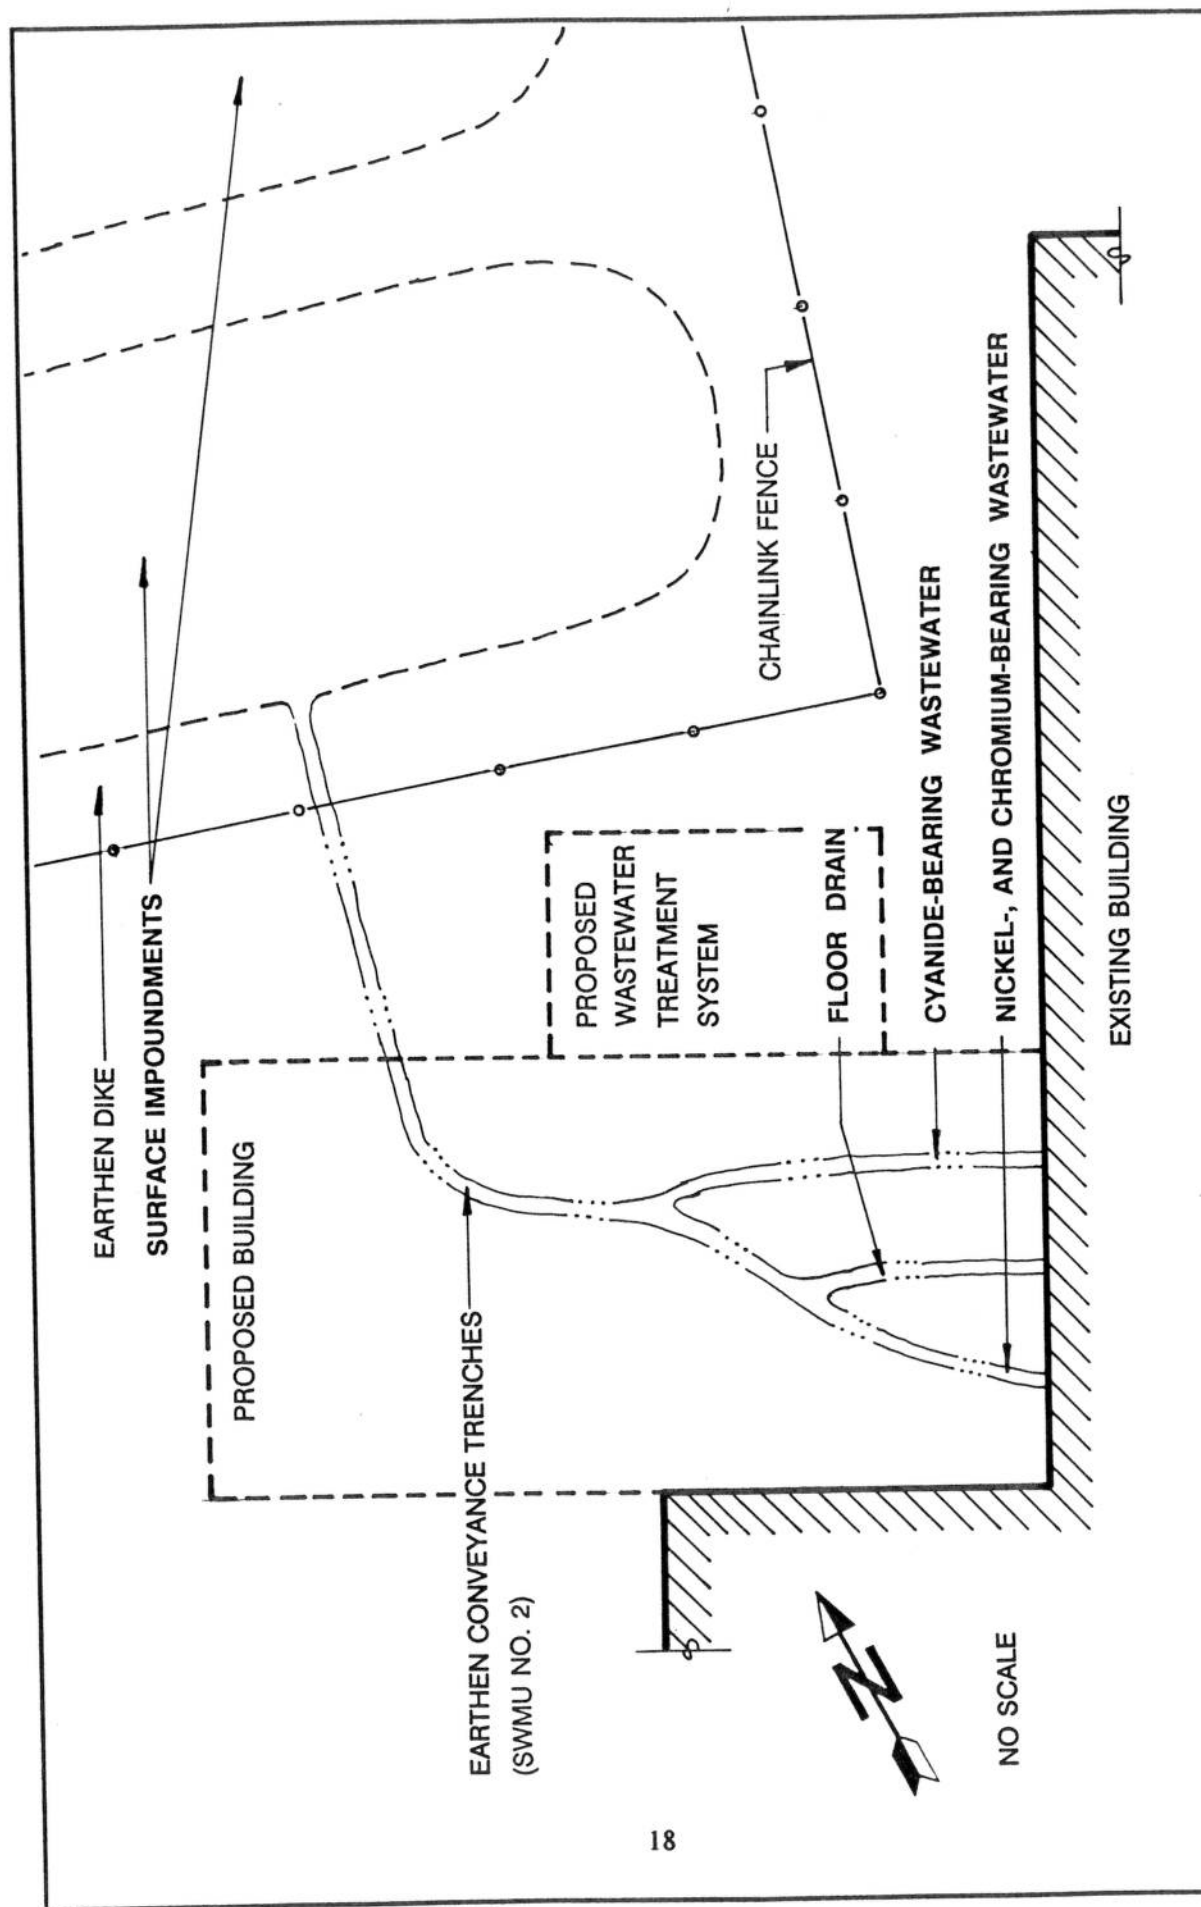 EARTHEN DIKE
SURFACE IMPOUNDMENTS
PROPOSED BUILDING
EARTHEN CONVEYANCE TRENCHES
(SWMU NO. 2)
CHAINLINK FENCE
PROPOSED
WASTEWATER
TREATMENT
SYSTEM
FLOOR DRAIN
CYANIDE-BEARING WASTEWATER
NICKEL-, AND CHROMIUM-BEARING WASTEWATER
EXISTING BUILDING
N
NO SCALE
18